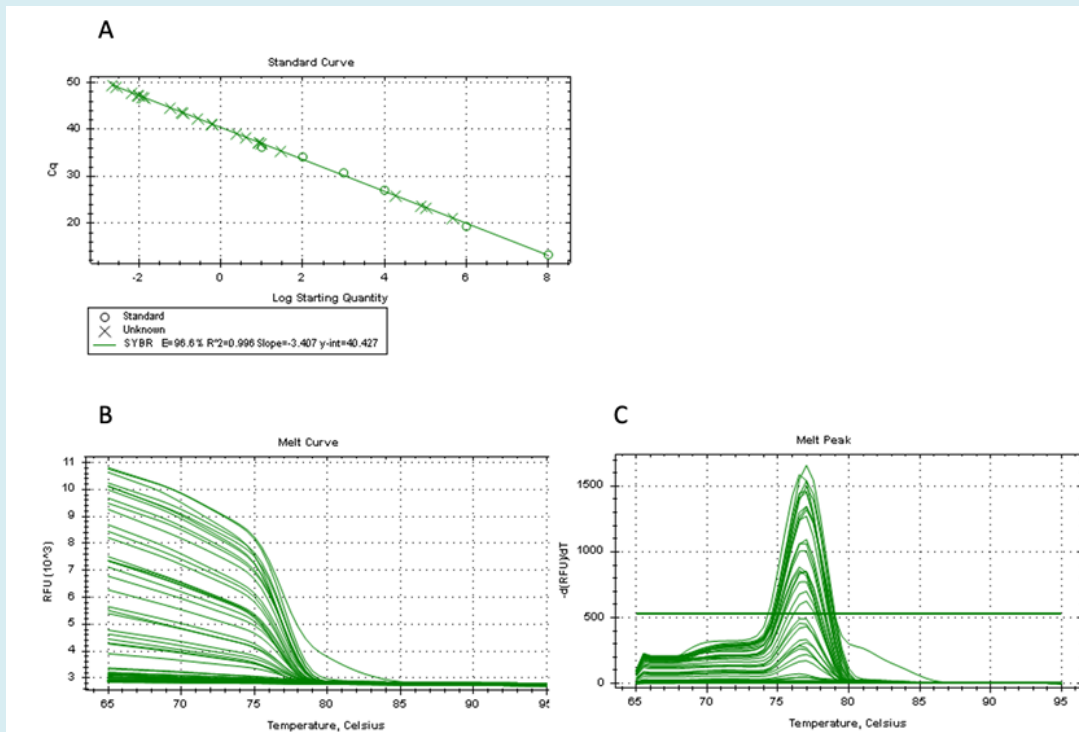 A
Standard Curve
50
40
30
20
Cq
-2 0 2 4 6 8
Log Starting Quantity
Standard
Unknown
SYBR E=96.6% R^2=0.996 Slope=-3.407 y-int=40.427
B
Melt Curve
11
10
9
8
7
6
5
4
3
RFU (10^3)
65 70 75 80 85 90 95
Temperature, Celsius
C
Melt Peak
1500
1000
500
0
-d(RFU)/dT
65 70 75 80 85 90 95
Temperature, Celsius